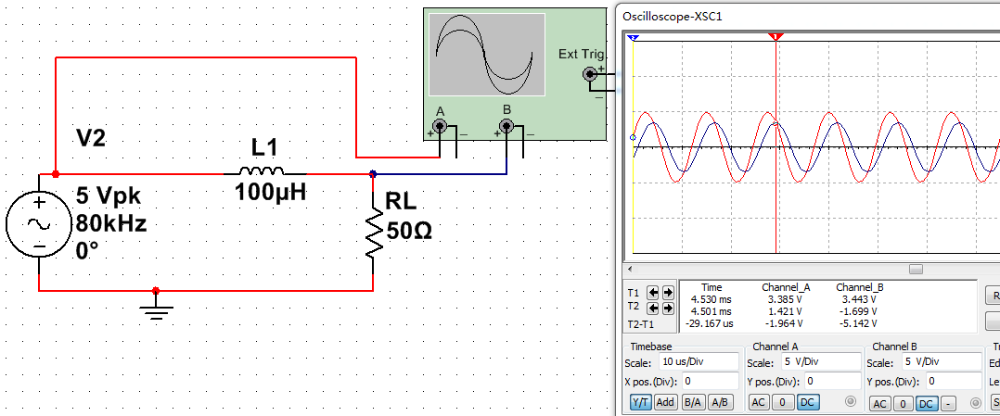 Oscilloscope-XSC1
Ext Trig
+
−
A
B
+
−
+
−
V2
L1
100μH
5 Vpk
80kHz
0°
+
−
RL
50Ω
2
1
T1
T2
T2-T1
Time Channel_A Channel_B
4.530 ms 3.385 V 3.443 V
4.501 ms 1.421 V -1.699 V
-29.167 us -1.964 V -5.142 V
R
Timebase
Scale: 10 us/Div
X pos.(Div): 0
Y/T Add B/A A/B
Channel A
Scale: 5 V/Div
Y pos.(Div): 0
AC 0 DC
Channel B
Scale: 5 V/Div
Y pos.(Div): 0
AC 0 DC -
Ed
Le
S